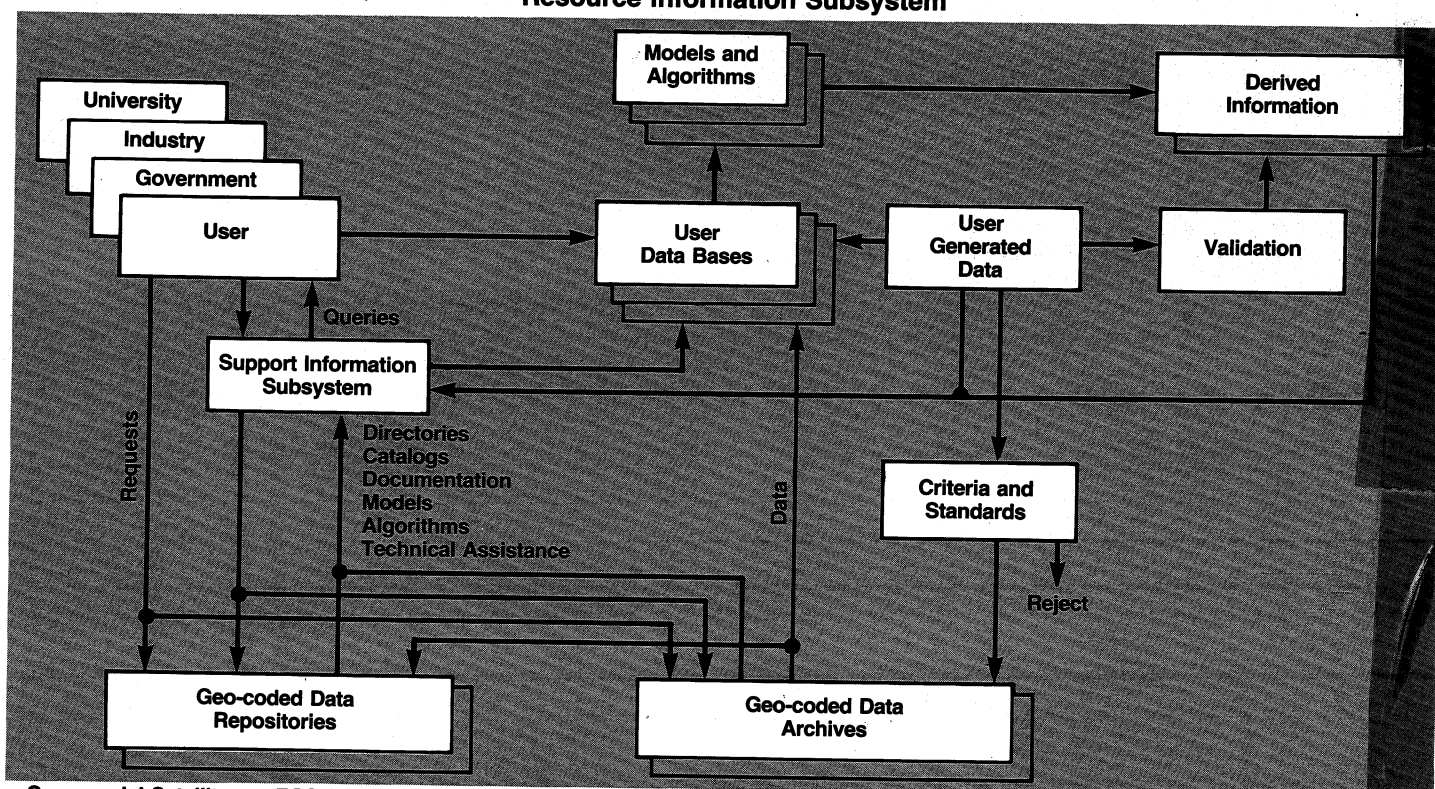 Resource Information Subsystem
Models and
Algorithms
Derived
Information
University
Industry
Government
User
User
Data Bases
User
Generated
Data
Validation
Queries
Support Information
Subsystem
Requests
Directories
Catalogs
Documentation
Models
Algorithms
Technical Assistance
Data
Criteria and
Standards
Reject
Geo-coded Data
Repositories
Geo-coded Data
Archives